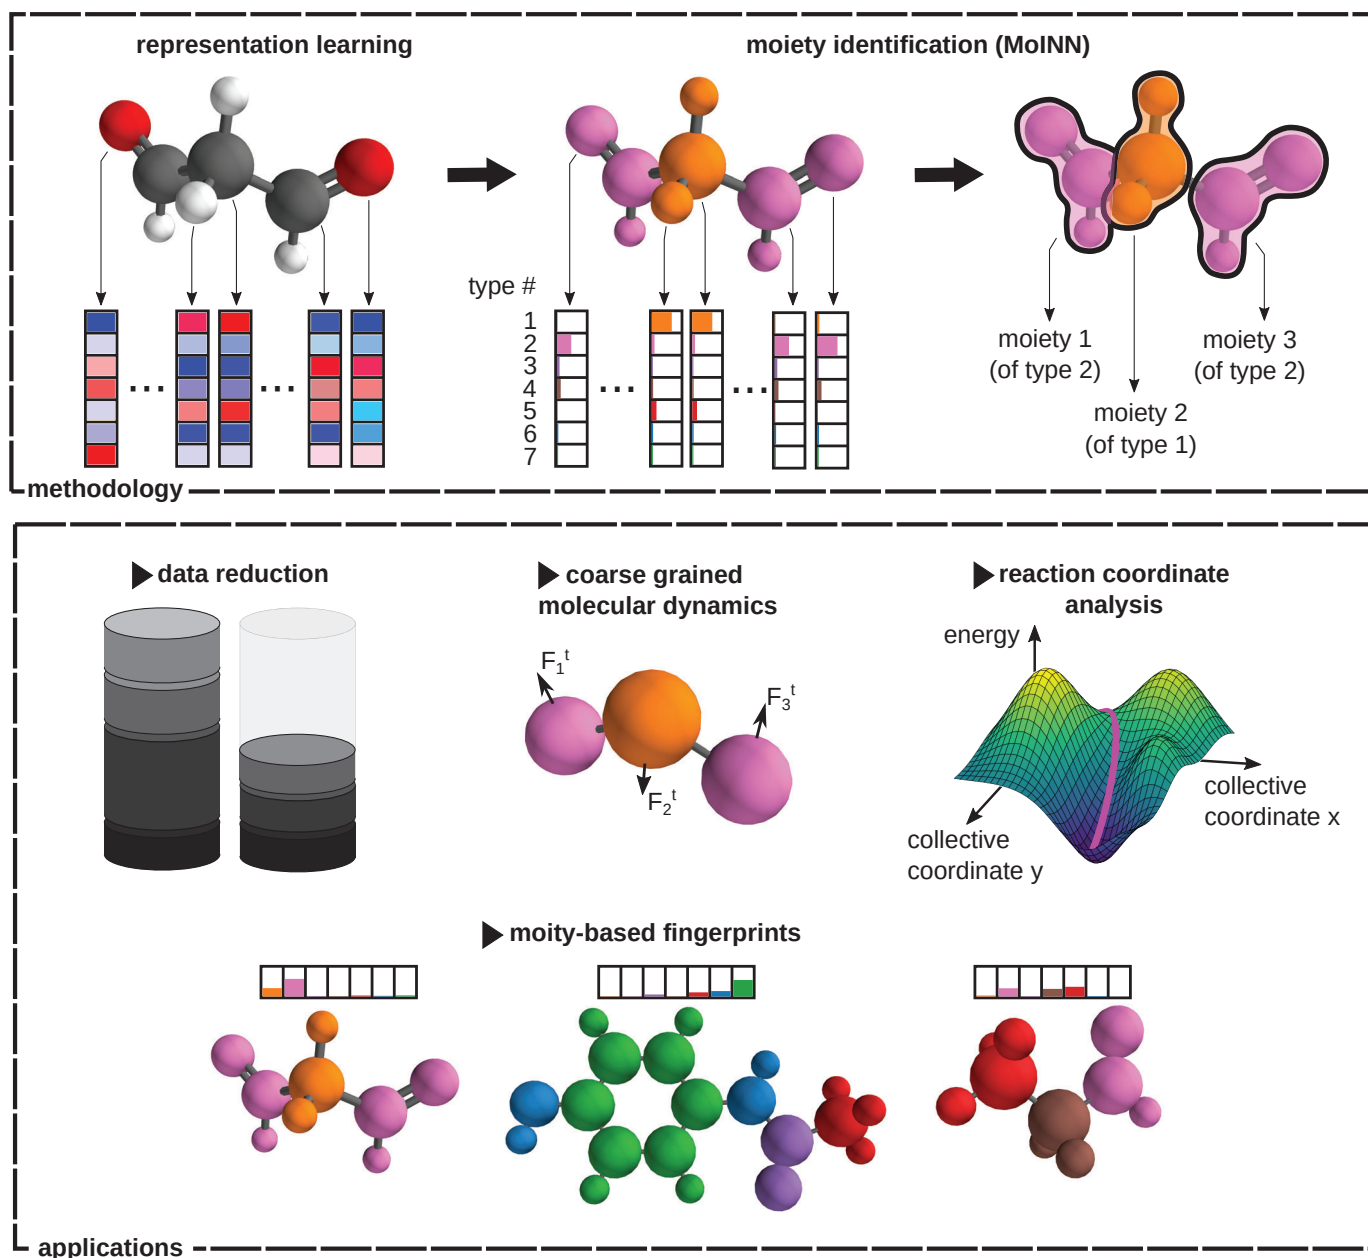 representation learning
moiety identification (MoINN)
type #
1
2
3
4
5
6
7
...
...
...
...
moiety 1
(of type 2)
moiety 2
(of type 1)
moiety 3
(of type 2)
methodology
data reduction
coarse grained
molecular dynamics
F1t
F2t
F3t
reaction coordinate
analysis
energy
collective
coordinate x
collective
coordinate y
moity-based fingerprints
applications